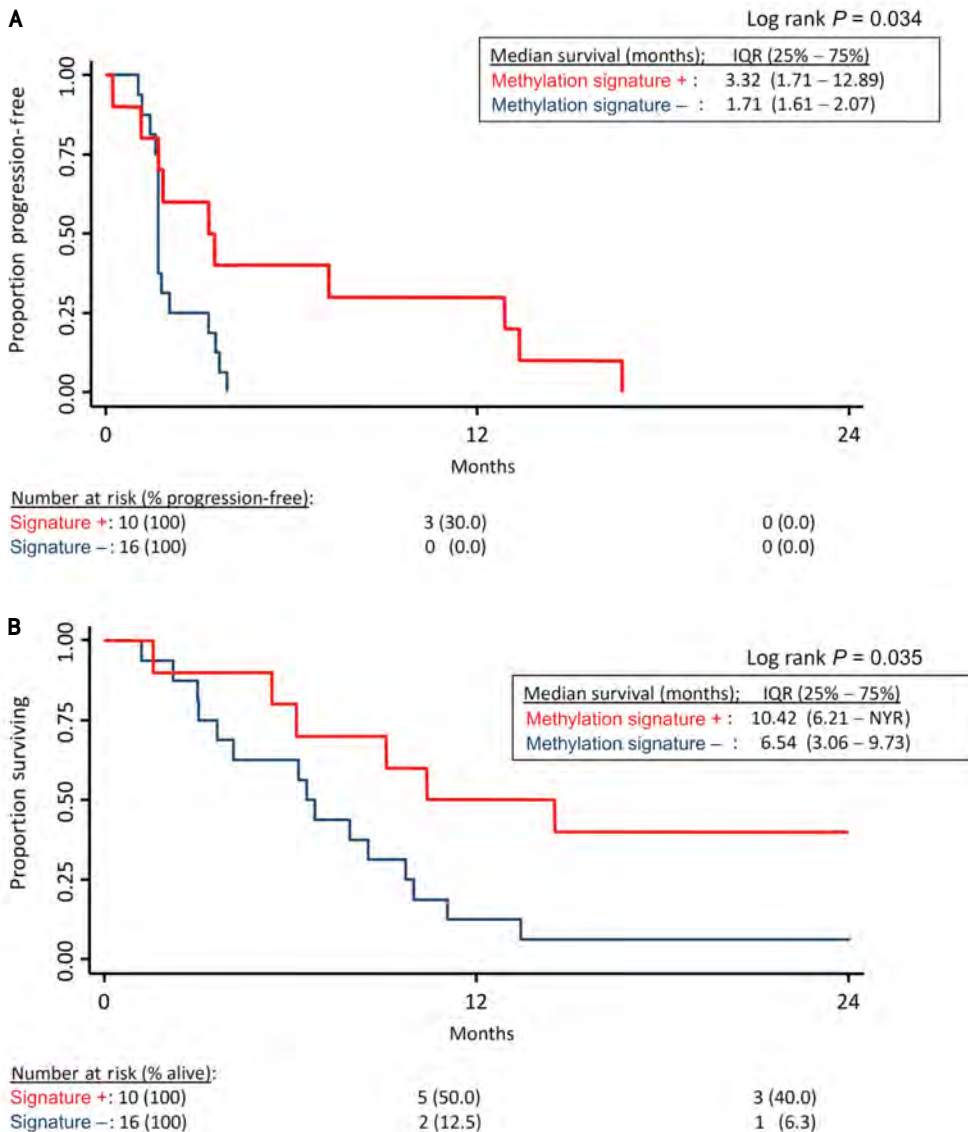 A
Log rank P = 0.034
Median survival (months); IQR (25% – 75%)
Methylation signature + : 3.32 (1.71 – 12.89)
Methylation signature – : 1.71 (1.61 – 2.07)
Proportion progression-free
1.00
0.75
0.50
0.25
0.00
0 12 24
Months
Number at risk (% progression-free):
Signature +: 10 (100) 3 (30.0) 0 (0.0)
Signature –: 16 (100) 0 (0.0) 0 (0.0)
B
Log rank P = 0.035
Median survival (months); IQR (25% – 75%)
Methylation signature + : 10.42 (6.21 – NYR)
Methylation signature – : 6.54 (3.06 – 9.73)
Proportion surviving
1.00
0.75
0.50
0.25
0.00
0 12 24
Months
Number at risk (% alive):
Signature +: 10 (100) 5 (50.0) 3 (40.0)
Signature –: 16 (100) 2 (12.5) 1 (6.3)